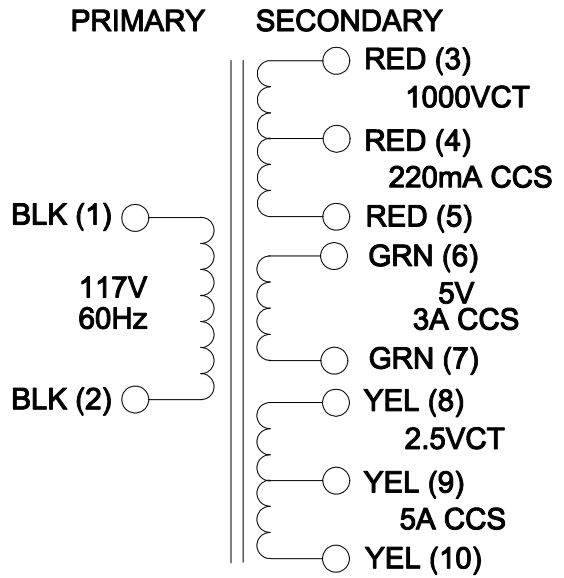 PRIMARY SECONDARY
RED (3)
1000VCT
RED (4)
220mA CCS
BLK (1)
RED (5)
GRN (6)
117V
5V
60Hz
3A CCS
GRN (7)
BLK (2)
YEL (8)
2.5VCT
YEL (9)
5A CCS
YEL (10)